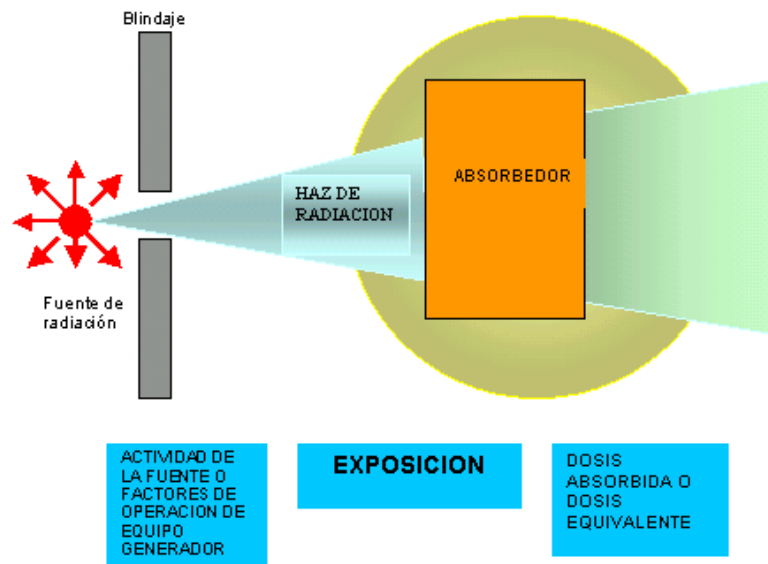 Blindaje
HAZ DE
RADIACION
ABSORBEDOR
Fuente de
radiación
ACTIVIDAD DE
LA FUENTE O
FACTORES DE
OPERACION DE
EQUIPO
GENERADOR
EXPOSICION
DOSIS
ABSORBIDA O
DOSIS
EQUIVALENTE